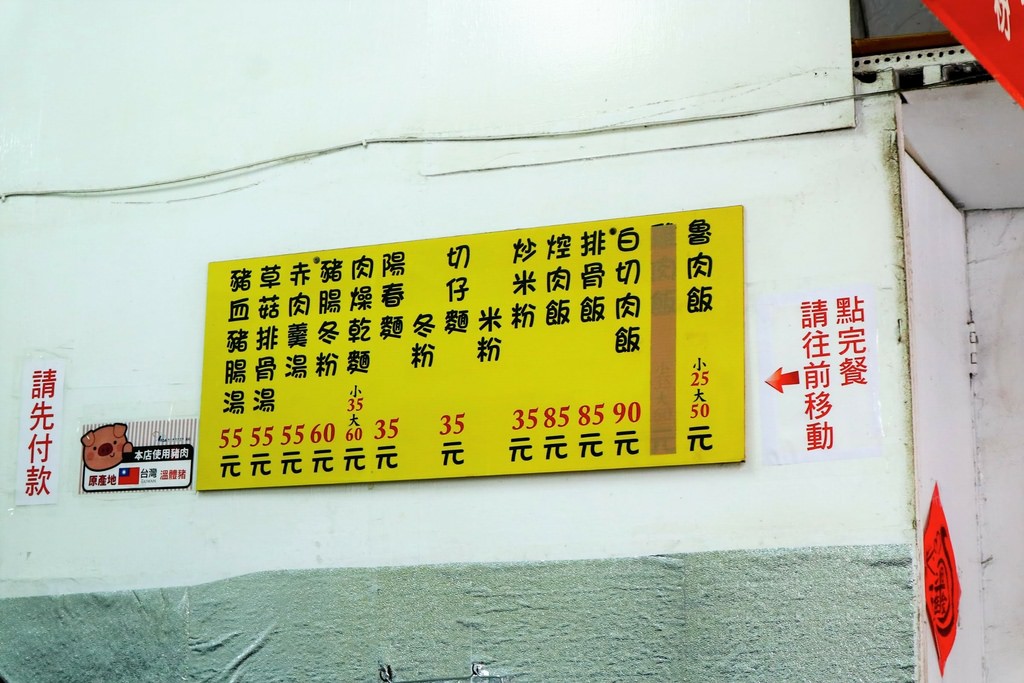 魯肉飯 小25大50元
白切肉飯 90元
排骨飯 85元
焢肉飯 85元
炒米粉 35元
米粉
切仔麵 35元
冬粉
陽春麵 35元
肉燥乾麵 小35大60元
豬腸冬粉 60元
赤肉羹湯 55元
草菇排骨湯 55元
豬血豬腸湯 55元
點完餐
請往前移動
請先付款
本店使用豬肉
原產地 台灣 溫體豬
TAIWAN